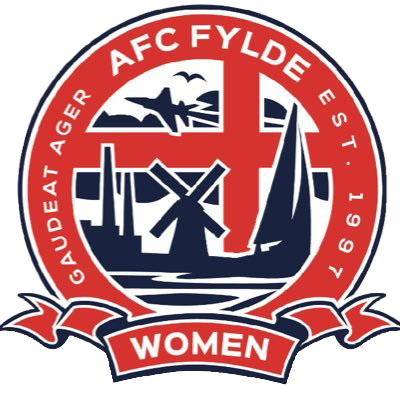 AFC FYLDE
GAUDEAT AGER
EST. 1997
WOMEN